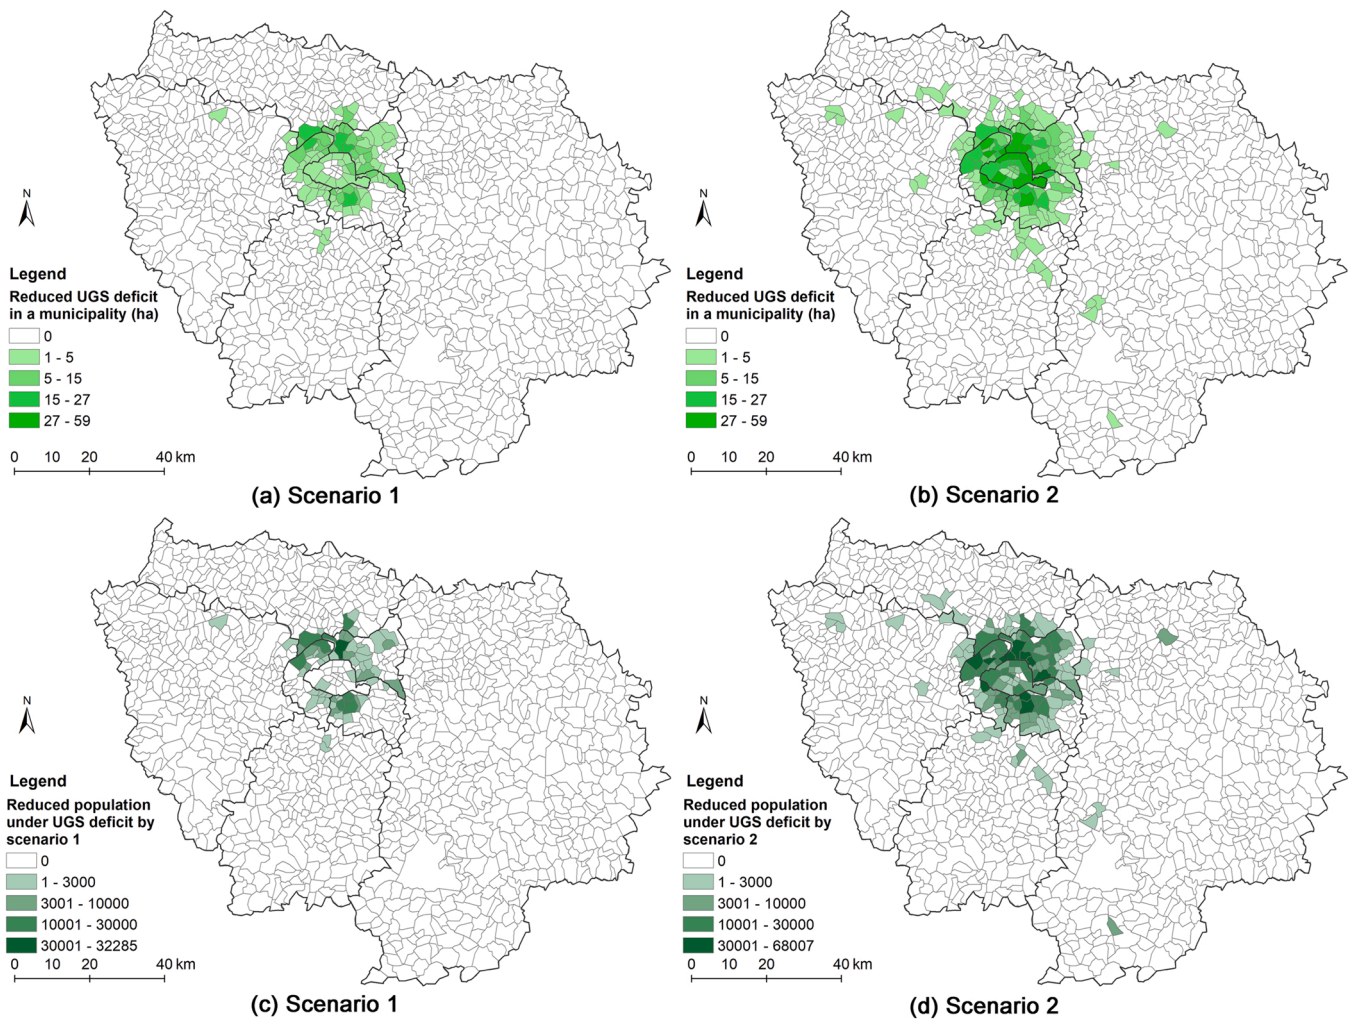 N
Legend
Reduced UGS deficit
in a municipality (ha)
0
1 - 5
5 - 15
15 - 27
27 - 59
0 20 40 km
(a) Scenario 1
N
Legend
Reduced UGS deficit
in a municipality (ha)
0
1 - 5
5 - 15
15 - 27
27 - 59
0 20 40 km
(b) Scenario 2
N
Legend
Reduced population
under UGS deficit by
scenario 1
0
1 - 3000
3001 - 10000
10001 - 30000
30001 - 32285
0 20 40 km
(c) Scenario 1
N
Legend
Reduced population
under UGS deficit by
scenario 2
0
1 - 3000
3001 - 10000
10001 - 30000
30001 - 68007
0 20 40 km
(d) Scenario 2